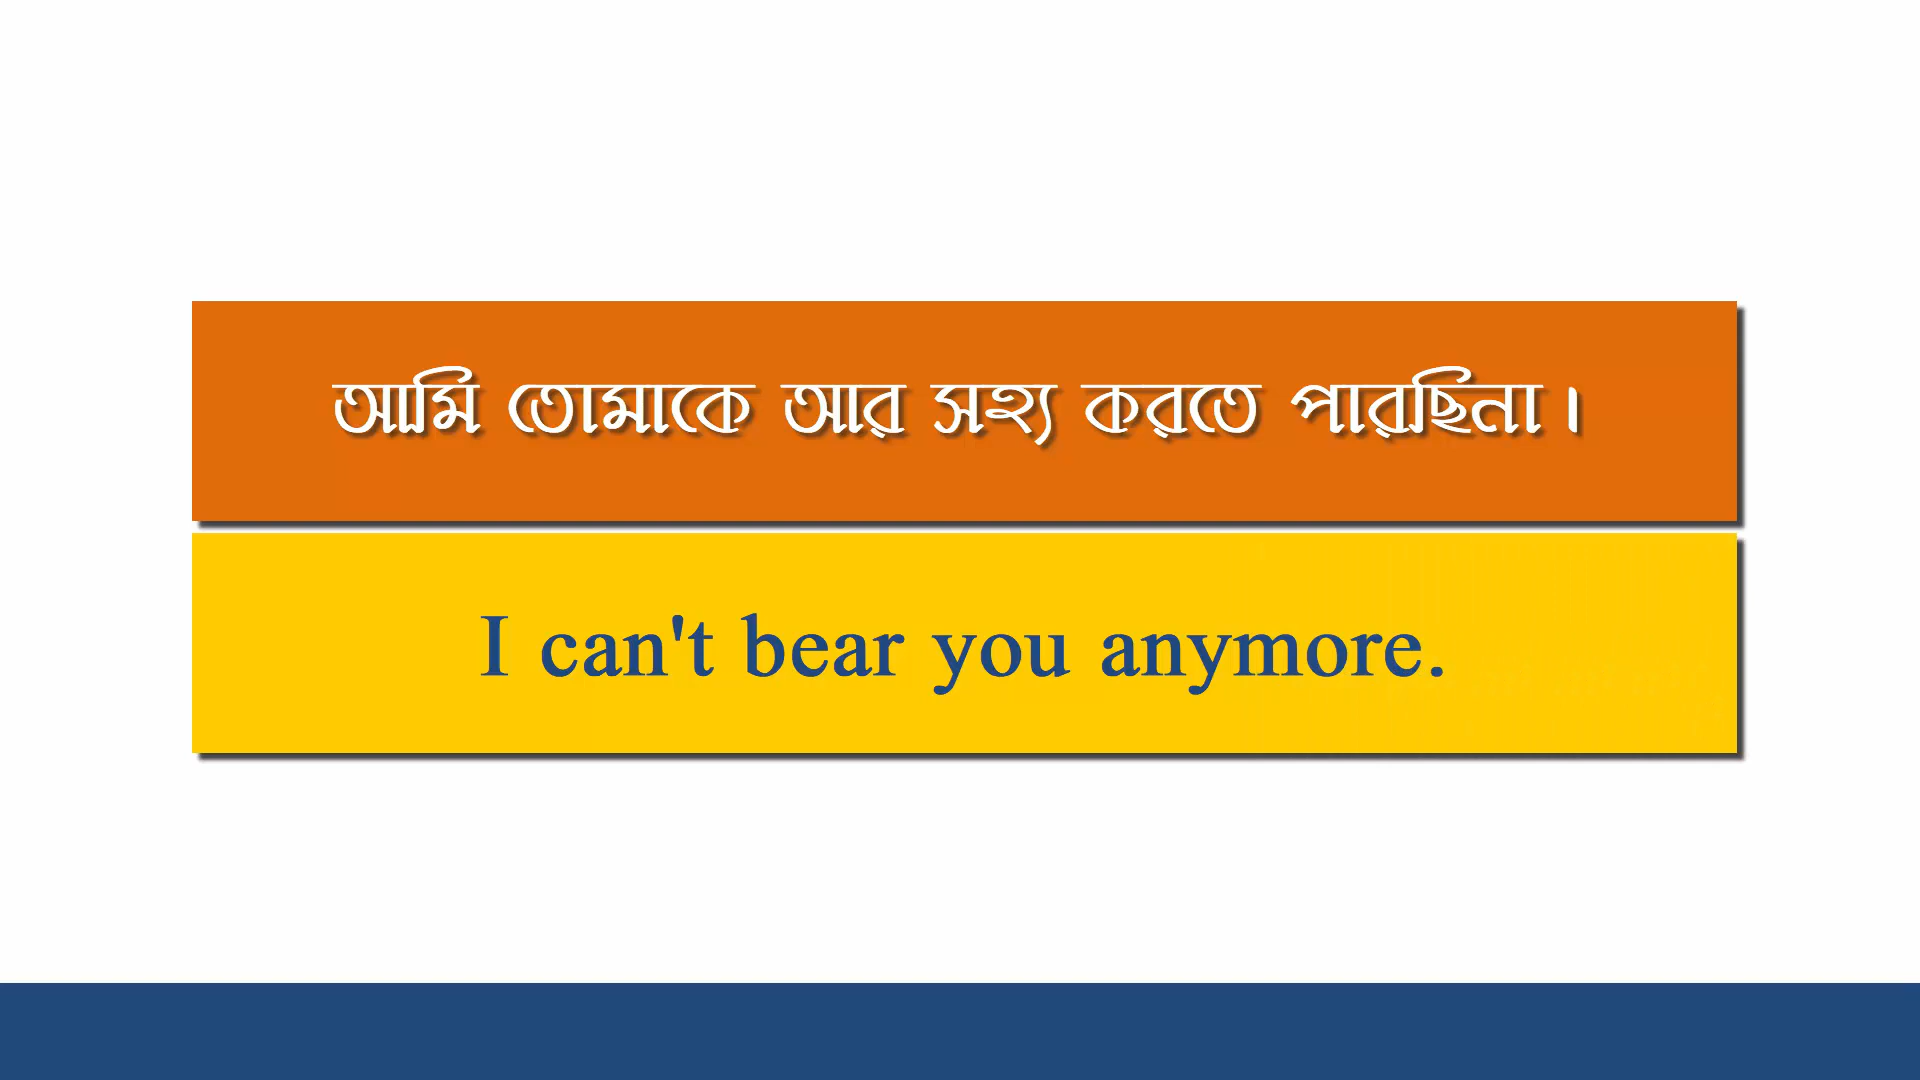 আমি তোমাকে আর সহ্য করতে পারছিনা।
I can't bear you anymore.